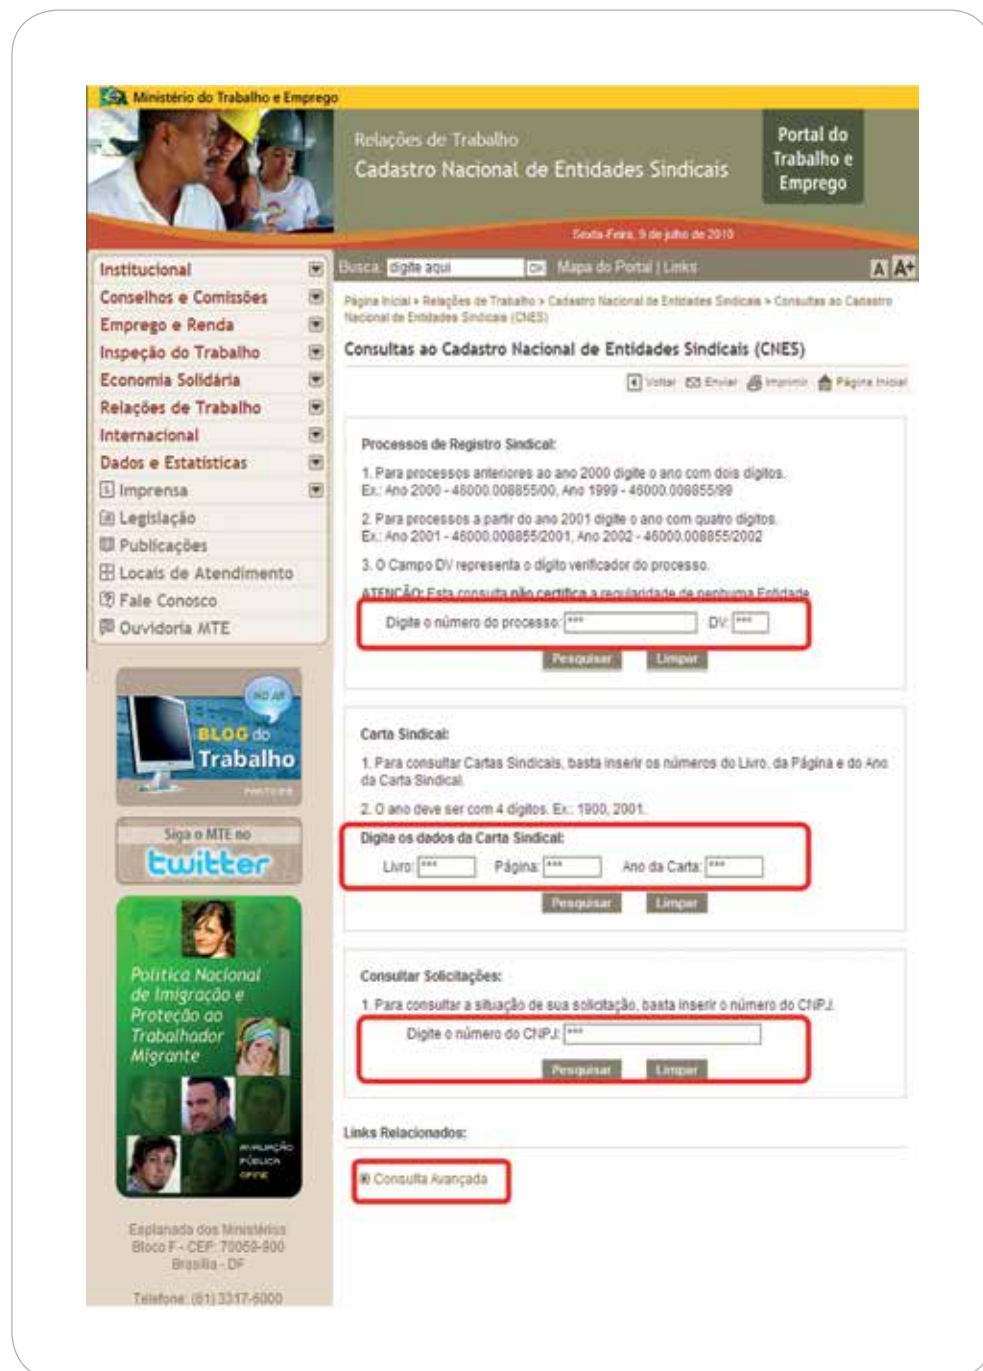 Ministério do Trabalho e Emprego
Relações de Trabalho
Cadastro Nacional de Entidades Sindicais
Portal do
Trabalho e
Emprego
Sexta-Feira, 9 de julho de 2010
Busca: digite aqui OK Mapa do Portal | Links A A+
Institucional
Conselhos e Comissões
Emprego e Renda
Inspeção do Trabalho
Economia Solidária
Relações de Trabalho
Internacional
Dados e Estatísticas
Imprensa
Legislação
Publicações
Locais de Atendimento
Fale Conosco
Ouvidoria MTE
NO AR
BLOG do
Trabalho
PARTICIPE
Siga o MTE no
twitter
Política Nacional
de Imigração e
Proteção ao
Trabalhador
Migrante
AVALIAÇÃO
PÚBLICA
OPINE
Esplanada dos Ministérios
Bloco F - CEP: 70059-900
Brasília - DF
Telefone: (61) 3317-6000
Página Inicial » Relações de Trabalho » Cadastro Nacional de Entidades Sindicais » Consultas ao Cadastro
Nacional de Entidades Sindicais (CNES)
Consultas ao Cadastro Nacional de Entidades Sindicais (CNES)
Voltar Enviar Imprimir Página Inicial
Processos de Registro Sindical:
1. Para processos anteriores ao ano 2000 digite o ano com dois dígitos.
Ex.: Ano 2000 - 46000.008855/00, Ano 1999 - 46000.008855/99
2. Para processos a partir do ano 2001 digite o ano com quatro dígitos.
Ex.: Ano 2001 - 46000.008855/2001, Ano 2002 - 46000.008855/2002
3. O Campo DV representa o dígito verificador do processo.
ATENÇÃO: Esta consulta não certifica a regularidade de nenhuma Entidade
Digite o número do processo: *** DV: ***
Pesquisar Limpar
Carta Sindical:
1. Para consultar Cartas Sindicais, basta inserir os números do Livro, da Página e do Ano
da Carta Sindical.
2. O ano deve ser com 4 dígitos. Ex.: 1900, 2001.
Digite os dados da Carta Sindical:
Livro: *** Página: *** Ano da Carta: ***
Pesquisar Limpar
Consultar Solicitações:
1. Para consultar a situação de sua solicitação, basta inserir o número do CNPJ.
Digite o número do CNPJ: ***
Pesquisar Limpar
Links Relacionados:
Consulta Avançada